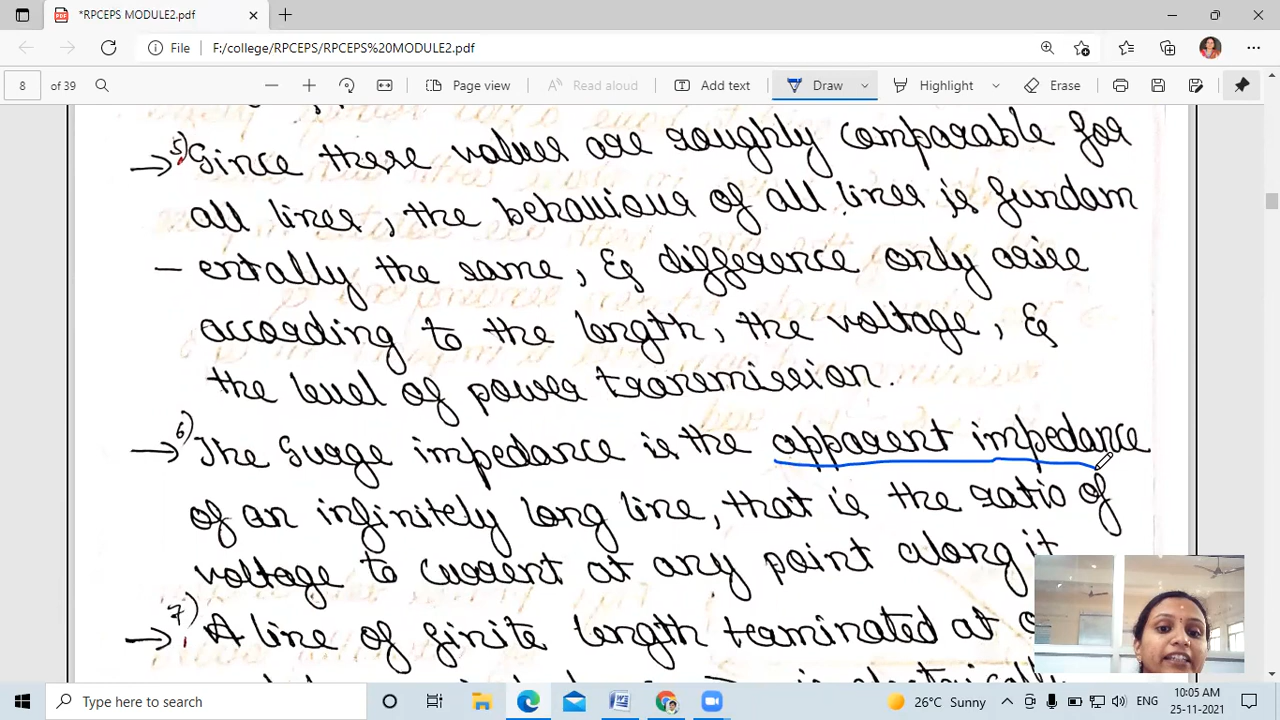 *RPCEPS MODULE2.pdf
File
F:/college/RPCEPS/RPCEPS%20MODULE2.pdf
8 of 39
Page view
Read aloud
Add text
Draw
Highlight
Erase
→ 5) Since these values are roughly comparable for
all lines, the behaviour of all lines is fundam
- entally the same, & difference only arise
according to the length, the voltage, &
the level of power transmission.
→ 6) The Surge impedance is the apparent impedance
of an infinitely long line, that is the ratio of
voltage to current at any point along it
→ 7) A line of finite length terminated at
electrically
Type here to search
26°C Sunny
ENG
10:05 AM
25-11-2021